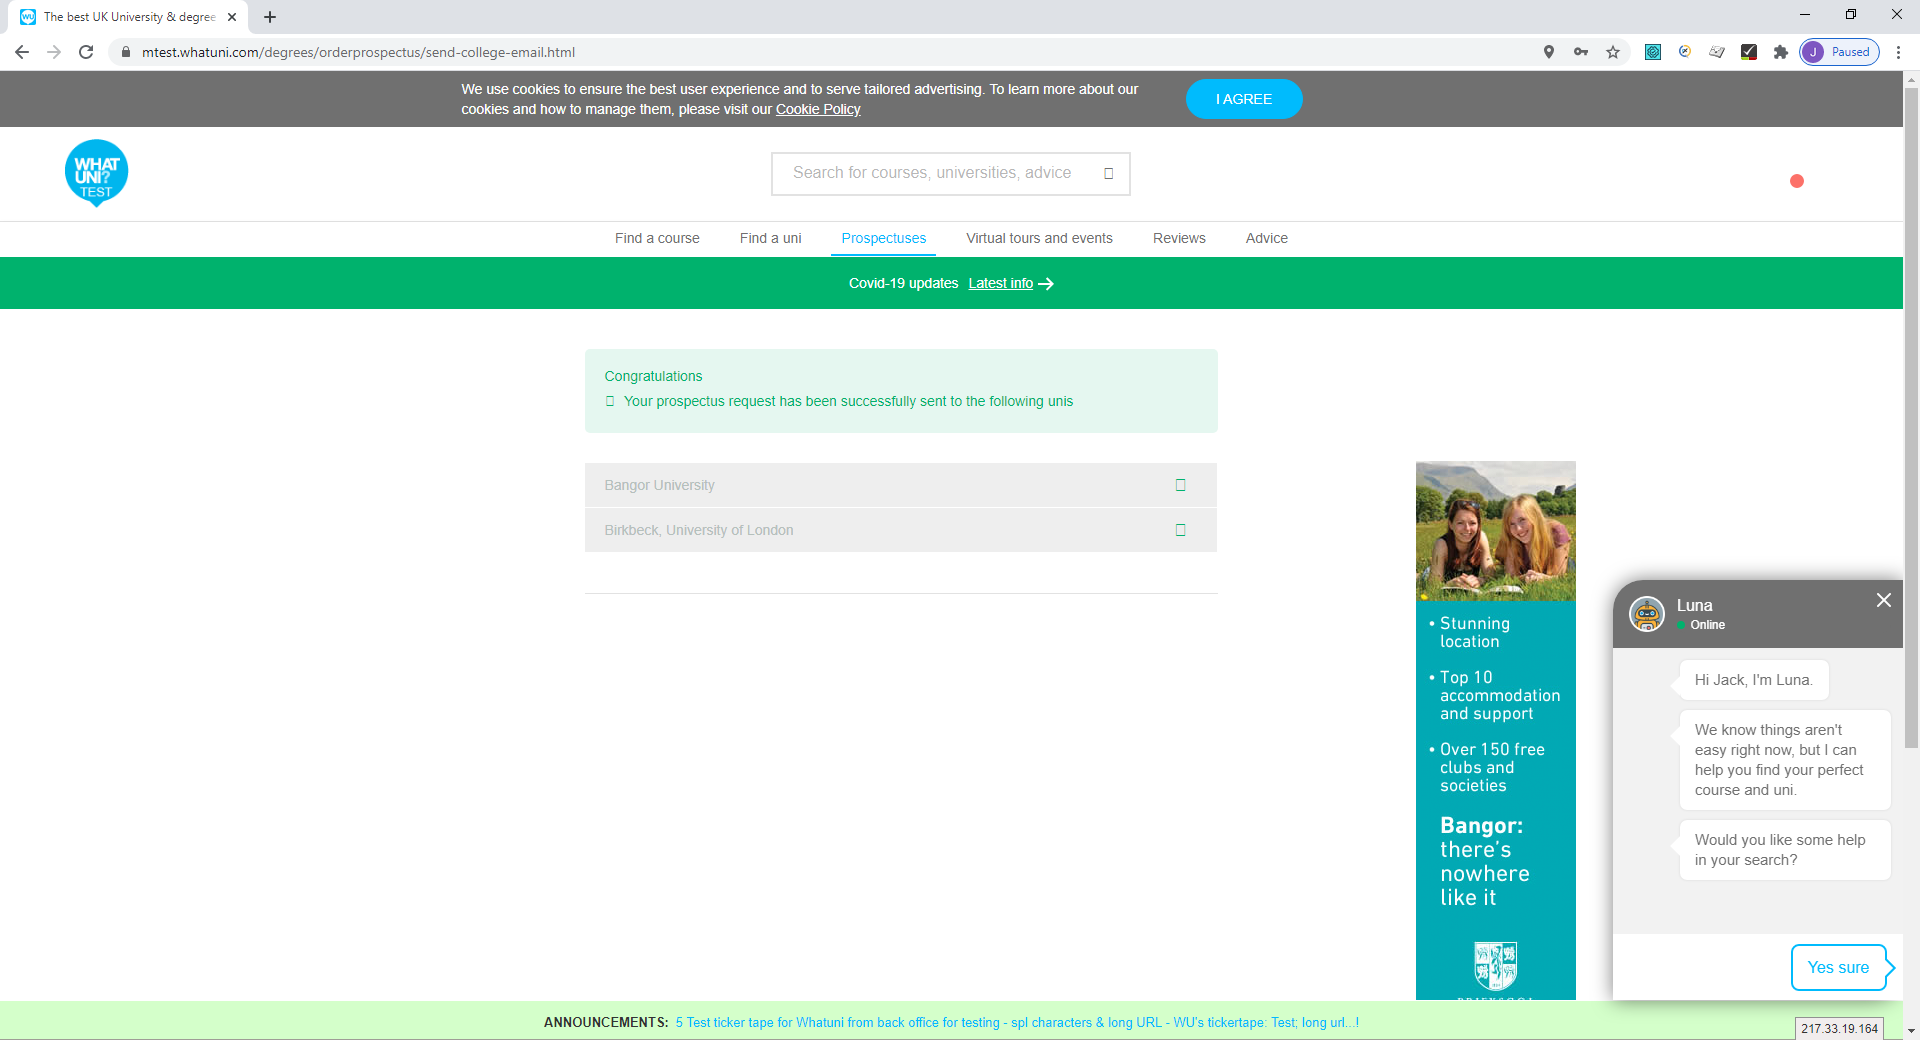 The best UK University & degree
mtest.whatuni.com/degrees/orderprospectus/send-college-email.html
J Paused
We use cookies to ensure the best user experience and to serve tailored advertising. To learn more about our
cookies and how to manage them, please visit our Cookie Policy
I AGREE
WHAT
UNI?
TEST
Search for courses, universities, advice
Find a course Find a uni Prospectuses Virtual tours and events Reviews Advice
Covid-19 updates Latest info
Congratulations
Your prospectus request has been successfully sent to the following unis
Bangor University
Birkbeck, University of London
• Stunning
location
• Top 10
accommodation
and support
• Over 150 free
clubs and
societies
Bangor:
there's
nowhere
like it
Luna
Online
Hi Jack, I'm Luna.
We know things aren't
easy right now, but I can
help you find your perfect
course and uni.
Would you like some help
in your search?
Yes sure
ANNOUNCEMENTS: 5 Test ticker tape for Whatuni from back office for testing - spl characters & long URL - WU's tickertape: Test; long url...!
217.33.19.164